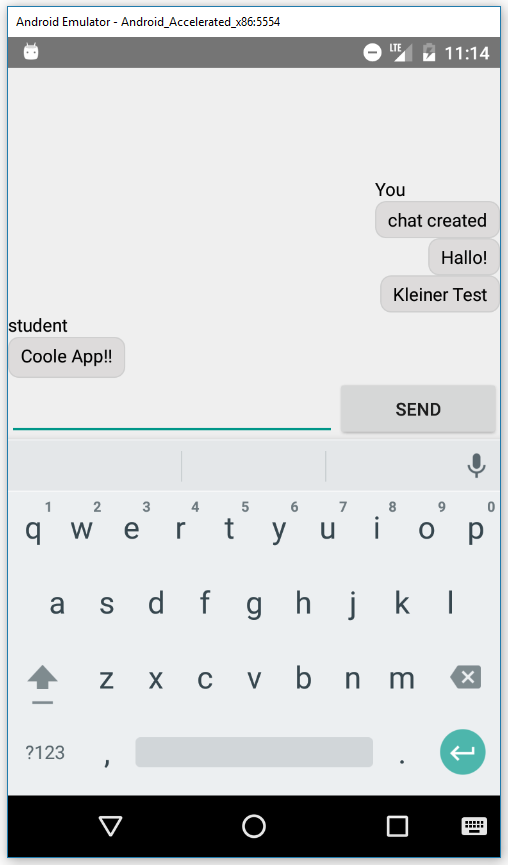 Android Emulator - Android_Accelerated_x86:5554
LTE 11:14
You
chat created
Hallo!
Kleiner Test
student
Coole App!!
SEND
1 2 3 4 5 6 7 8 9 0
q w e r t y u i o p
a s d f g h j k l
z x c v b n m
?123 , .